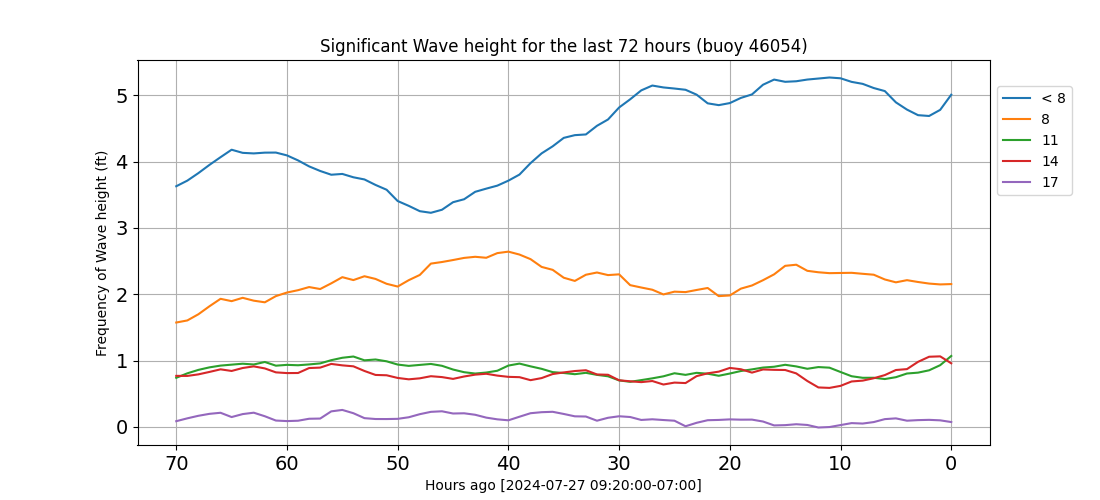 Significant Wave height for the last 72 hours (buoy 46054)
Frequency of Wave height (ft)
5
4
3
2
1
0
70 60 50 40 30 20 10 0
Hours ago [2024-07-27 09:20:00-07:00]
< 8
8
11
14
17